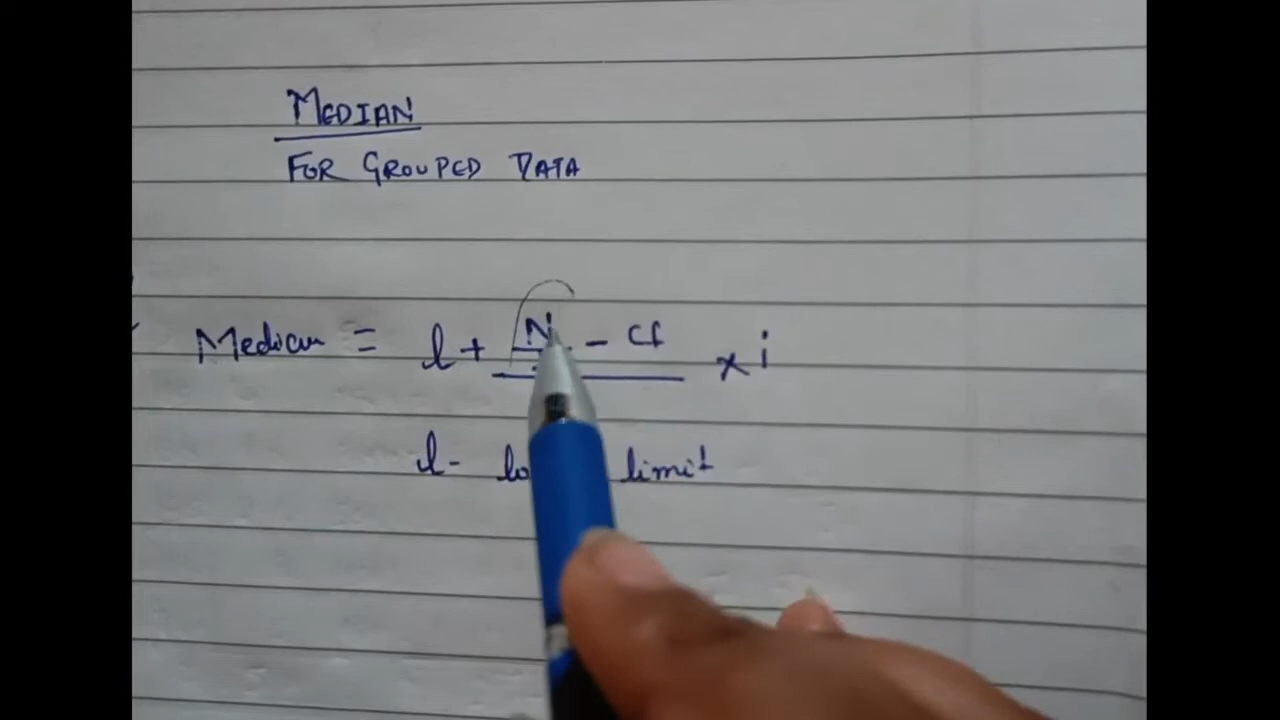 MEDIAN
FOR GROUPED DATA
Median = l + N - cf x i
l - limit